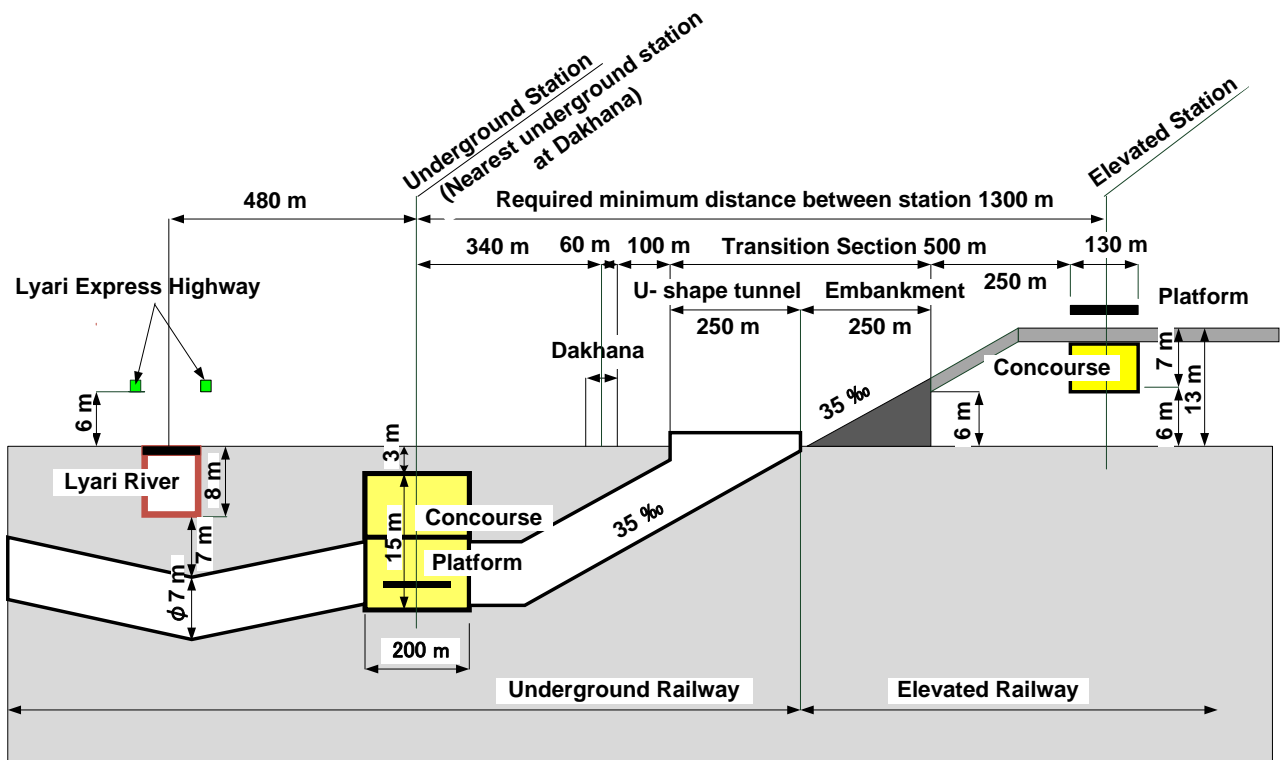 Underground Station
(Nearest underground station
at Dakhana)
Elevated Station
480 m
Required minimum distance between station 1300 m
340 m
60 m
100 m
Transition Section 500 m
130 m
250 m
Lyari Express Highway
U- shape tunnel
Embankment
Platform
250 m
250 m
Dakhana
Concourse
7 m
13 m
35 ‰
6 m
6 m
6 m
3 m
Lyari River
8 m
Concourse
15 m
35 ‰
7 m
Platform
ϕ 7 m
200 m
Underground Railway
Elevated Railway